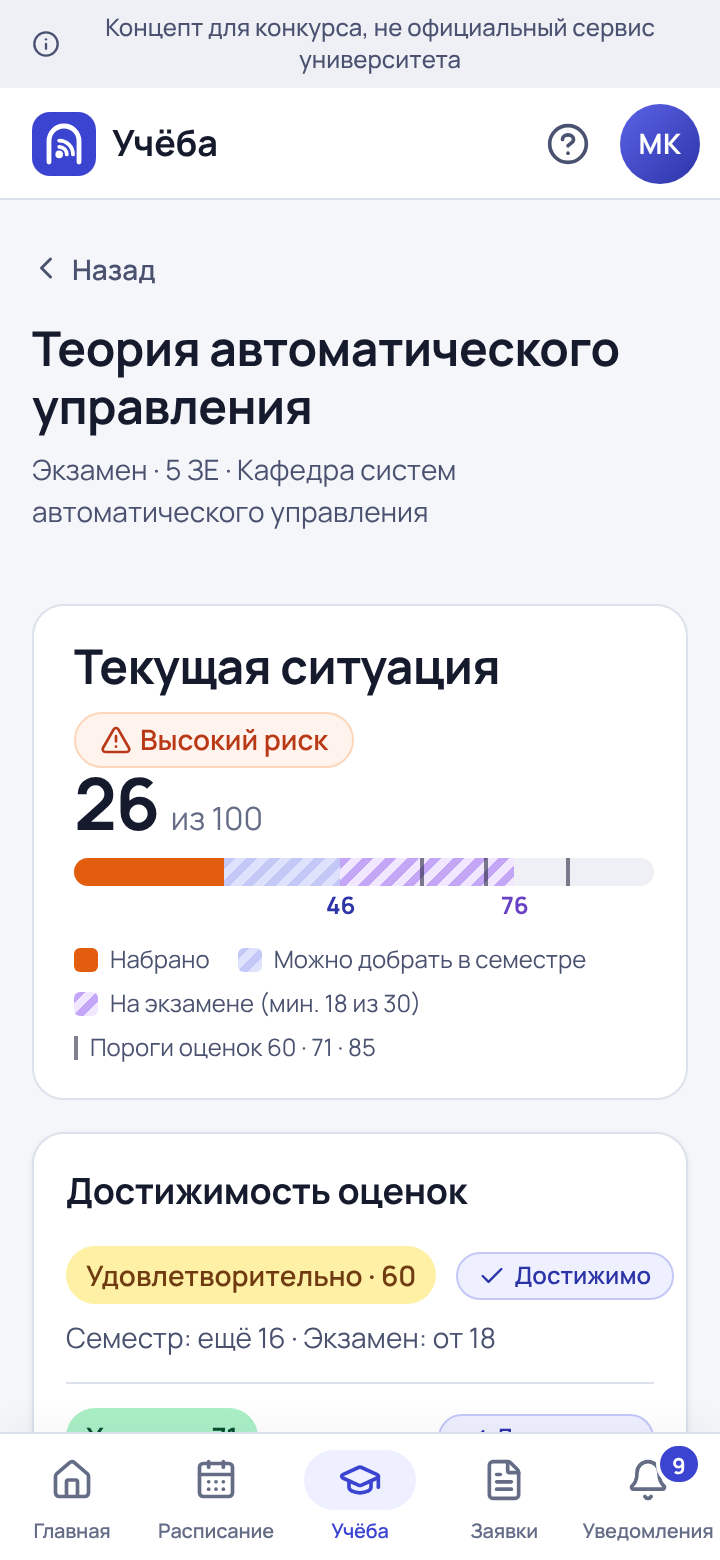 Концепт для конкурса, не официальный сервис
университета
Учёба
МК
Назад
Теория автоматического
управления
Экзамен · 5 ЗЕ · Кафедра систем
автоматического управления
Текущая ситуация
Высокий риск
26 из 100
46 76
Набрано Можно добрать в семестре
На экзамене (мин. 18 из 30)
Пороги оценок 60 · 71 · 85
Достижимость оценок
Удовлетворительно · 60 Достижимо
Семестр: ещё 16 · Экзамен: от 18
9
Главная Расписание Учёба Заявки Уведомления